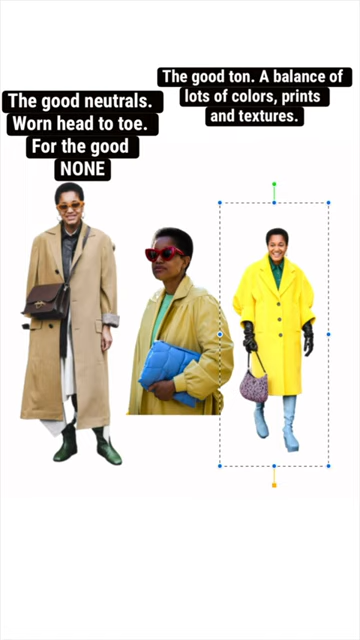 The good neutrals.
Worn head to toe.
For the good
NONE
The good ton. A balance of
lots of colors, prints
and textures.